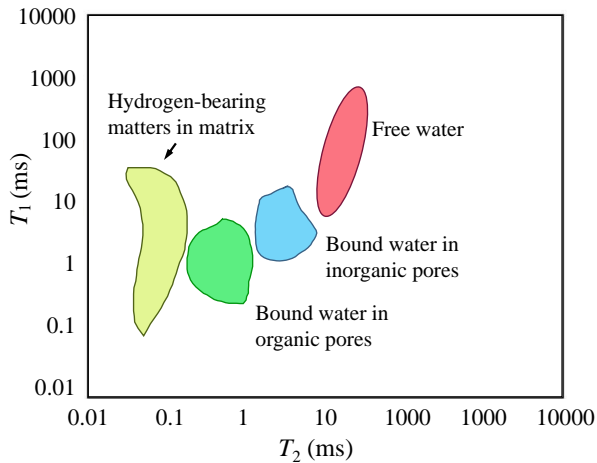 10000
1000
100
10
1
0.1
0.01
T1 (ms)
Hydrogen-bearing
matters in matrix
Free water
Bound water in
inorganic pores
Bound water in
organic pores
0.01
0.1
1
10
1000
1000
10000
T2 (ms)